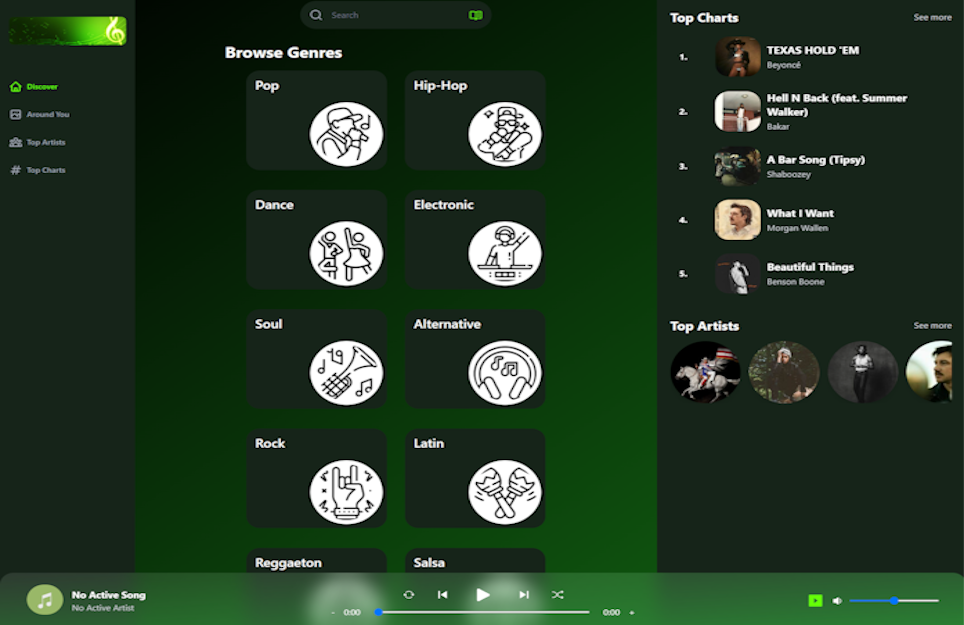 Search
Discover
Around You
Top Artists
Top Charts
Browse Genres
Pop
Hip-Hop
Dance
Electronic
Soul
Alternative
Rock
Latin
Reggaeton
Salsa
Top Charts
See more
1.
TEXAS HOLD 'EM
Beyoncé
2.
Hell N Back (feat. Summer
Walker)
Bakar
3.
A Bar Song (Tipsy)
Shaboozey
4.
What I Want
Morgan Wallen
5.
Beautiful Things
Benson Boone
Top Artists
See more
No Active Song
No Active Artist
- 0:00
0:00 +